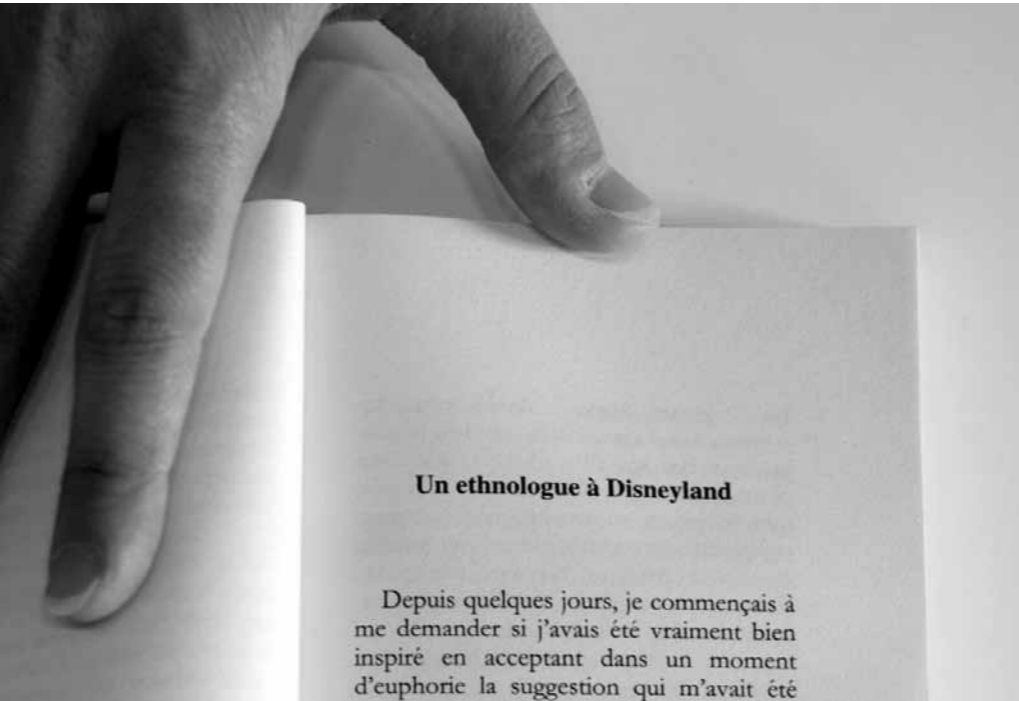 Un ethnologue à Disneyland
Depuis quelques jours, je commençais à
me demander si j'avais été vraiment bien
inspiré en acceptant dans un moment
d'euphorie la suggestion qui m'avait été